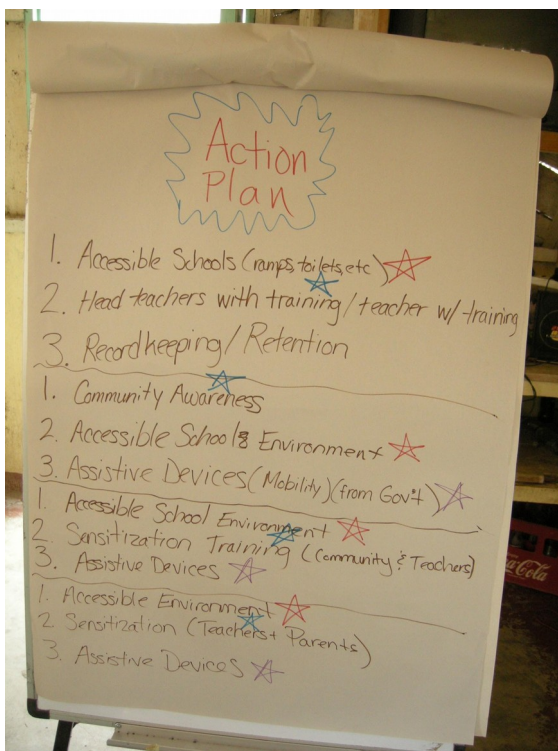 Action
Plan
1. Accessible Schools (ramps, toilets, etc)
2. Head teachers with training / teacher w/ training
3. Recordkeeping / Retention
1. Community Awareness
2. Accessible School & Environment
3. Assistive Devices (Mobility) (from Gov't)
1. Accessible School Environment
2. Sensitization Training (Community & Teachers)
3. Assistive Devices
1. Accessible Environment
2 Sensitization (Teachers + Parents)
3. Assistive Devices
Coca-Cola